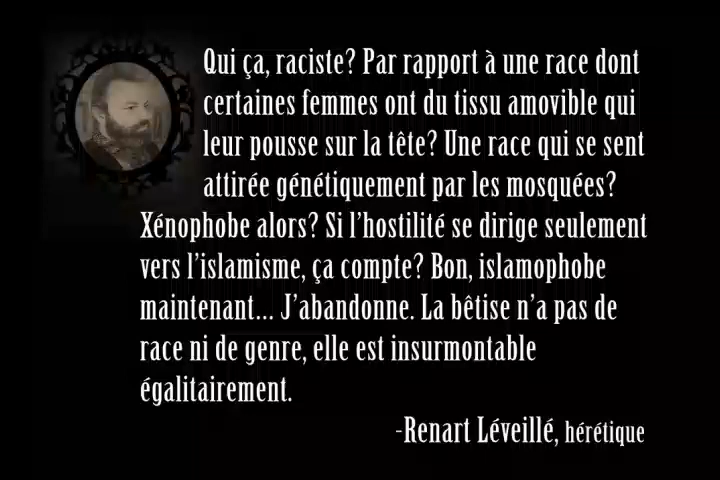 Qui ça, raciste? Par rapport à une race dont
certaines femmes ont du tissu amovible qui
leur pousse sur la tête? Une race qui se sent
attirée génétiquement par les mosquées?
Xénophobe alors? Si l'hostilité se dirige seulement
vers l'islamisme, ça compte? Bon, islamophobe
maintenant... J'abandonne. La bêtise n'a pas de
race ni de genre, elle est insurmontable
égalitairement.
-Renart Léveillé, hérétique